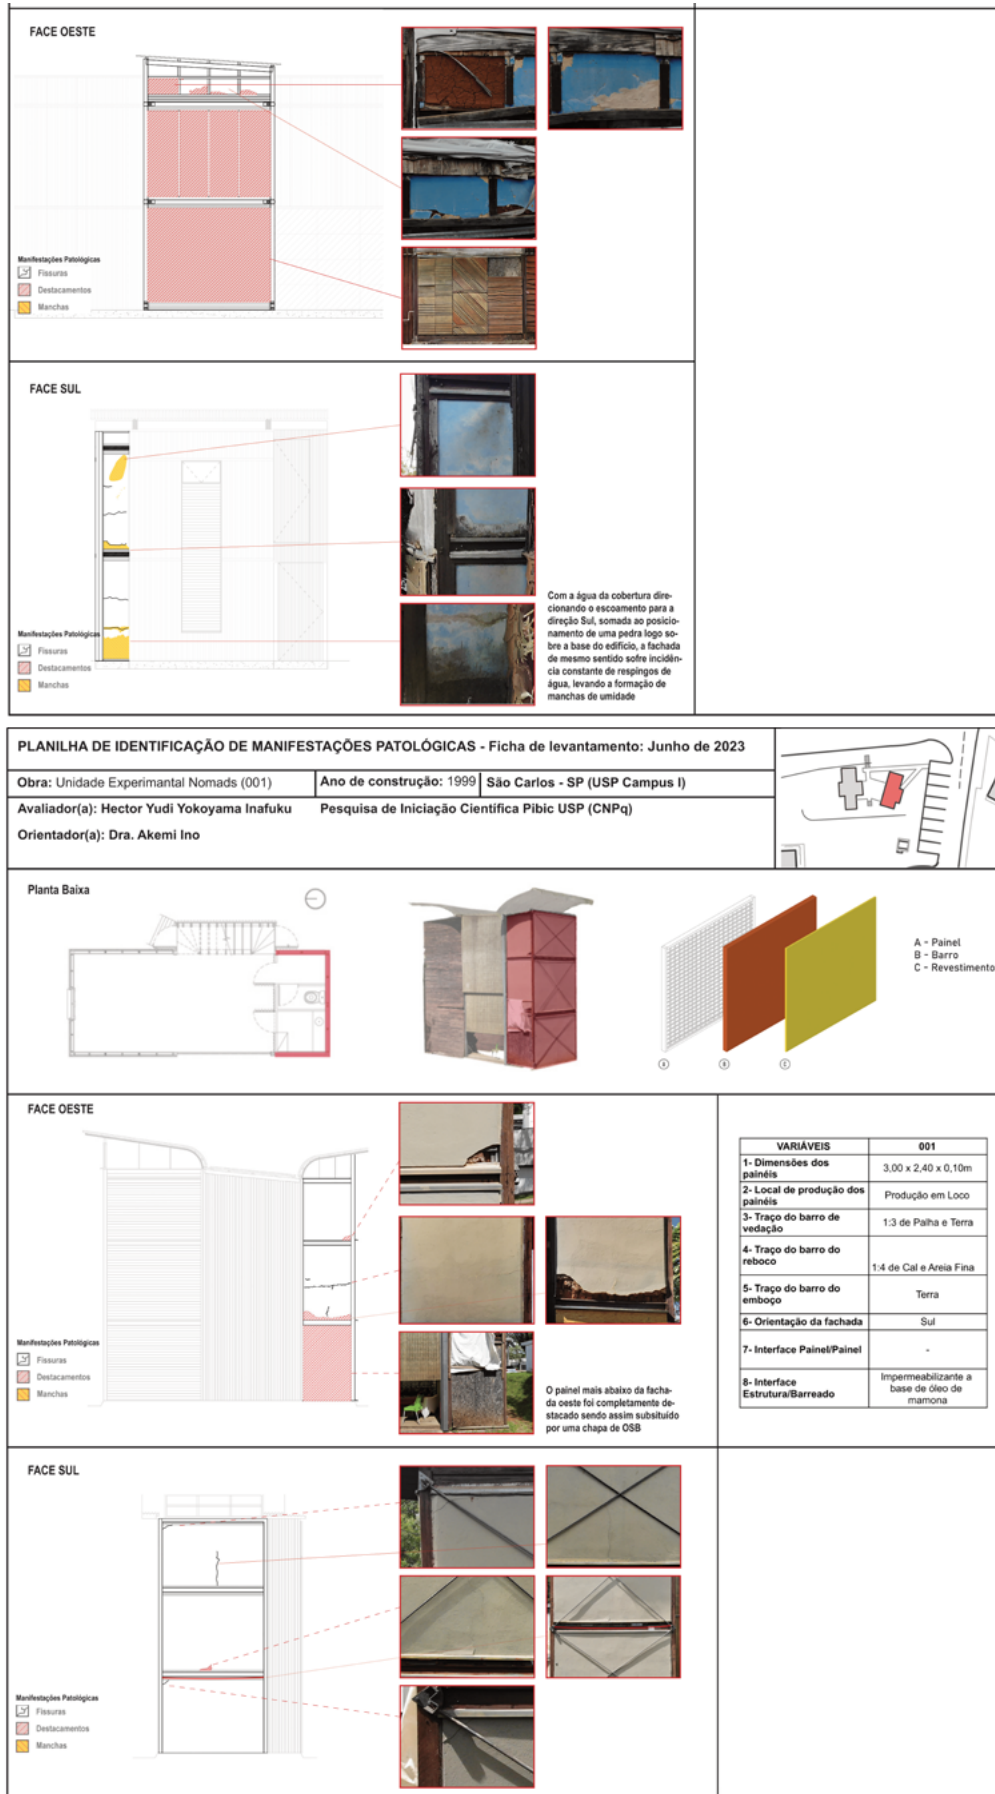 FACE OESTE
Manifestações Patológicas
Fissuras
Destacamentos
Manchas
FACE SUL
Com a água da cobertura dire-
cionando o escoamento para a
direção Sul, somada ao posicio-
namento de uma pedra logo so-
bre a base do edifício, a fachada
de mesmo sentido sofre incidên-
cia constante de respingos de
água, levando a formação de
manchas de umidade
Manifestações Patológicas
Fissuras
Destacamentos
Manchas
PLANILHA DE IDENTIFICAÇÃO DE MANIFESTAÇÕES PATOLÓGICAS - Ficha de levantamento: Junho de 2023
Obra: Unidade Experimantal Nomads (001)
Ano de construção: 1999
São Carlos - SP (USP Campus I)
Avaliador(a): Hector Yudi Yokoyama Inafuku
Pesquisa de Iniciação Científica Pibic USP (CNPq)
Orientador(a): Dra. Akemi Ino
Planta Baixa
A - Painel
B - Barro
C - Revestimento
A
B
C
FACE OESTE
Manifestações Patológicas
Fissuras
Destacamentos
Manchas
O painel mais abaixo da facha-
da oeste foi completamente de-
stacado sendo assim subsituído
por uma chapa de OSB
VARIÁVEIS 001
1- Dimensões dos
painéis
3,00 x 2,40 x 0,10m
2- Local de produção dos
painéis
Produção em Loco
3- Traço do barro de
vedação
1:3 de Palha e Terra
4- Traço do barro do
reboco
1:4 de Cal e Areia Fina
5- Traço do barro do
emboço
Terra
6- Orientação da fachada
Sul
7- Interface Painel/Painel
-
8- Interface
Estrutura/Barreado
Impermeabilizante a
base de óleo de
mamona
FACE SUL
Manifestações Patológicas
Fissuras
Destacamentos
Manchas